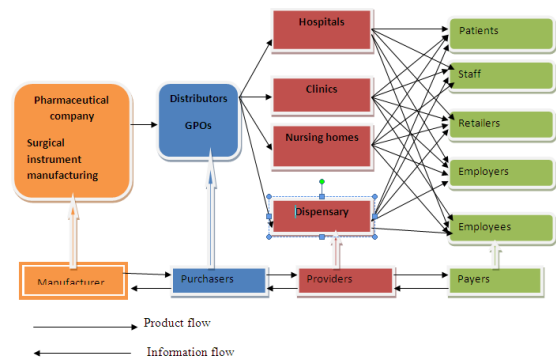 Pharmaceutical
company
Surgical
instrument
manufacturing
Distributors
GPOs
Hospitals
Clinics
Nursing homes
Dispensary
Patients
Staff
Retailers
Employers
Employees
Manufacturer
Purchasers
Providers
Payers
Product flow
Information flow